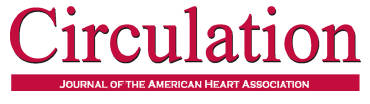 Circulation
JOURNAL OF THE AMERICAN HEART ASSOCIATION